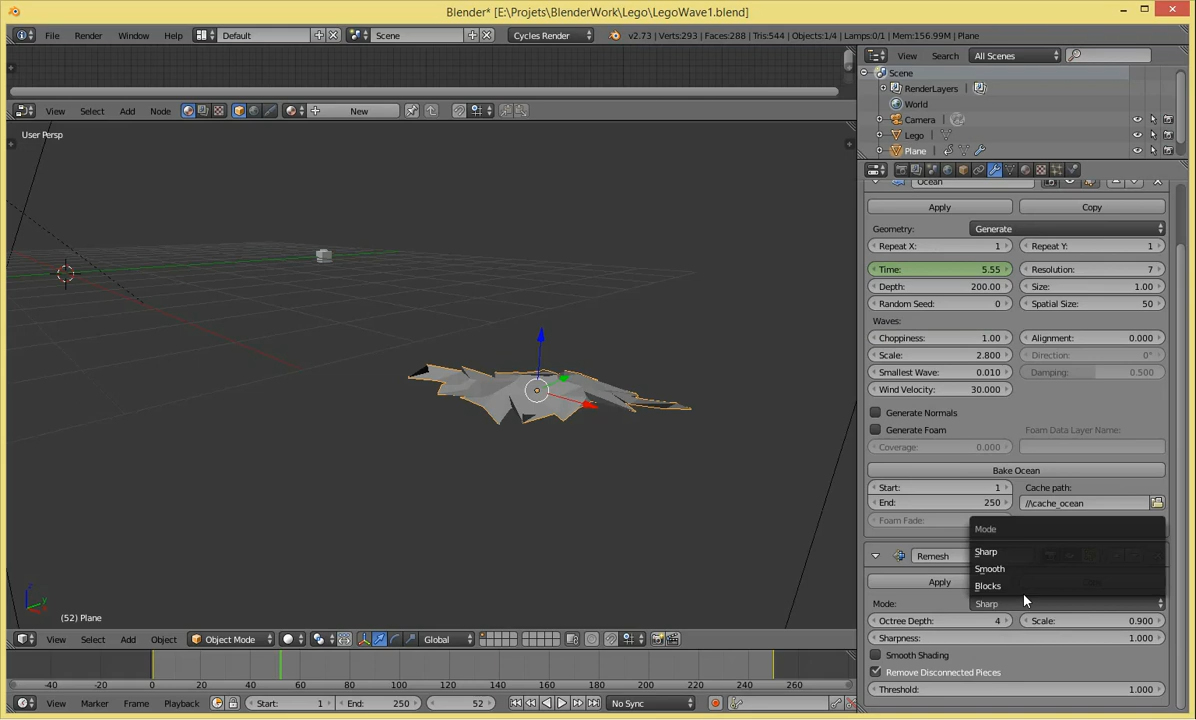 Blender* [E:\Projets\BlenderWork\Lego\LegoWave1.blend]
File Render Window Help Default Scene Cycles Render v2.73 | Verts:293 | Faces:288 | Tris:544 | Objects:1/4 | Lamps:0/1 | Mem:156.99M | Plane
View Search All Scenes
Scene
RenderLayers
World
Camera
Lego
Plane
View Select Add Node New
User Persp
Ocean
Apply Copy
Geometry: Generate
Repeat X: 1 Repeat Y: 1
Time: 5.55 Resolution: 7
Depth: 200.00 Size: 1.00
Random Seed: 0 Spatial Size: 50
Waves:
Choppiness: 1.00 Alignment: 0.000
Scale: 2.800 Direction: 0°
Smallest Wave: 0.010 Damping: 0.500
Wind Velocity: 30.000
Generate Normals
Generate Foam Foam Data Layer Name:
Coverage: 0.000
Bake Ocean
Start: 1 Cache path:
End: 250 //\cache_ocean
Foam Fade:
Mode
Sharp
Smooth
Blocks
Remesh
Apply
Mode: Sharp
Octree Depth: 4 Scale: 0.900
Sharpness: 1.000
Smooth Shading
Remove Disconnected Pieces
Threshold: 1.000
(52) Plane
View Select Add Object Object Mode Global
-40 -20 0 20 40 60 80 100 120 140 160 180 200 220 240 260
View Marker Frame Playback Start: 1 End: 250 52 No Sync